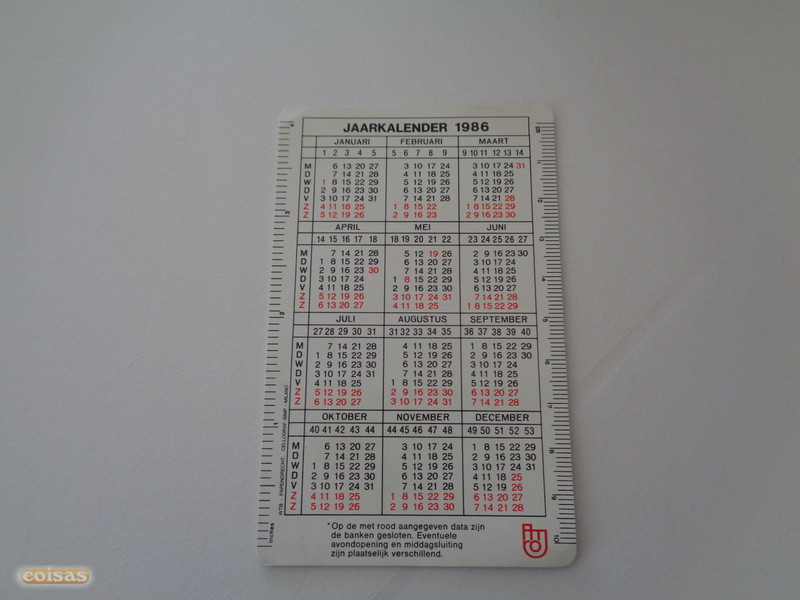 JAARKALENDER 1986
JANUARI FEBRUARI MAART
1 2 3 4 5 5 6 7 8 9 9 10 11 12 13 14
M 6 13 20 27 3 10 17 24 3 10 17 24 31
D 7 14 21 28 4 11 18 25 4 11 18 25
W 1 8 15 22 29 5 12 19 26 5 12 19 26
D 2 9 16 23 30 6 13 20 27 6 13 20 27
V 3 10 17 24 31 7 14 21 28 7 14 21 28
Z 4 11 18 25 1 8 15 22 1 8 15 22 29
Z 5 12 19 26 2 9 16 23 2 9 16 23 30
APRIL MEI JUNI
14 15 16 17 18 18 19 20 21 22 23 24 25 26 27
M 7 14 21 28 5 12 19 26 2 9 16 23 30
D 1 8 15 22 29 6 13 20 27 3 10 17 24
W 2 9 16 23 30 7 14 21 28 4 11 18 25
D 3 10 17 24 1 8 15 22 29 5 12 19 26
V 4 11 18 25 2 9 16 23 30 6 13 20 27
Z 5 12 19 26 3 10 17 24 31 7 14 21 28
Z 6 13 20 27 4 11 18 25 1 8 15 22 29
JULI AUGUSTUS SEPTEMBER
27 28 29 30 31 31 32 33 34 35 36 37 38 39 40
M 7 14 21 28 4 11 18 25 1 8 15 22 29
D 1 8 15 22 29 5 12 19 26 2 9 16 23 30
W 2 9 16 23 30 6 13 20 27 3 10 17 24
D 3 10 17 24 31 7 14 21 28 4 11 18 25
V 4 11 18 25 1 8 15 22 29 5 12 19 26
Z 5 12 19 26 2 9 16 23 30 6 13 20 27
Z 6 13 20 27 3 10 17 24 31 7 14 21 28
OKTOBER NOVEMBER DECEMBER
40 41 42 43 44 44 45 46 47 48 49 50 51 52 53
M 6 13 20 27 3 10 17 24 1 8 15 22 29
D 7 14 21 28 4 11 18 25 2 9 16 23 30
W 1 8 15 22 29 5 12 19 26 3 10 17 24 31
D 2 9 16 23 30 6 13 20 27 4 11 18 25
V 3 10 17 24 31 7 14 21 28 5 12 19 26
Z 4 11 18 25 1 8 15 22 29 6 13 20 27
Z 5 12 19 26 2 9 16 23 30 7 14 21 28
*Op de met rood aangegeven data zijn
de banken gesloten. Eventuele
avondopening en middagsluiting
zijn plaatselijk verschillend.
WTB - PAPENDRECHT. CELLOGRAF-SIMP - MILANO
Inches
coisas